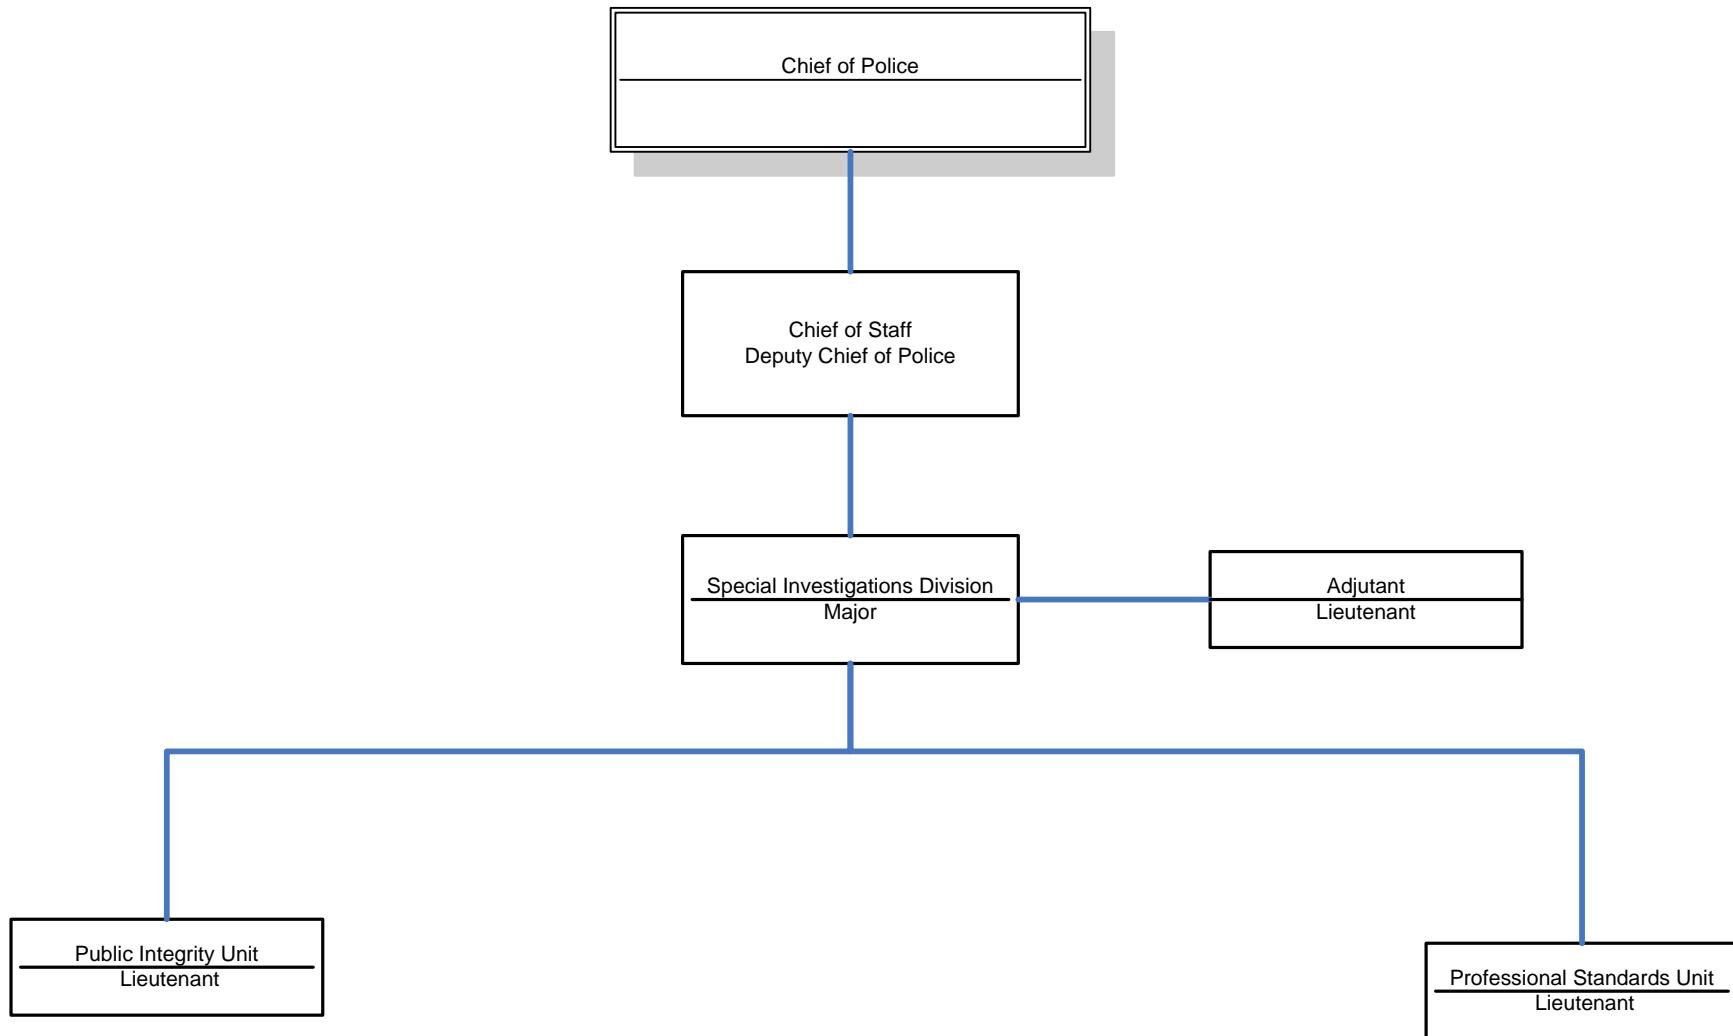 Chief of Police
Chief of Staff
Deputy Chief of Police
Special Investigations Division
Major
Adjutant
Lieutenant
Public Integrity Unit
Lieutenant
Professional Standards Unit
Lieutenant